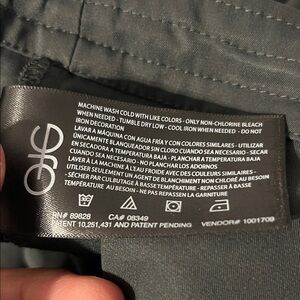 MACHINE WASH COLD WITH LIKE COLORS - ONLY NON-CHLORINE BLEACH
WHEN NEEDED - TUMBLE DRY LOW - COOL IRON WHEN NEEDED - DO NOT
IRON DECORATION
LAVAR A MÁQUINA CON AGUA FRÍA Y CON COLORES SIMILARES - UTILIZAR
ÚNICAMENTE BLANQUEADOR SIN CLORO CUANDO SEA NECESARIO - SECAR
EN SECADORA A TEMPERATURA BAJA - PLANCHAR A TEMPERATURA BAJA
CUANDO SEA NECESARIO - NO PLANCHAR LOS ADORNOS
LAVER À LA MACHINE À L'EAU FROIDE AVEC DES COULEURS SIMILAIRES
- UTILISER SEULEMENT UN AGENT DE BLANCHIMENT NON CHLORÉ AU BESOIN
- SÉCHER PAR CULBUTAGE À BASSE TEMPÉRATURE - REPASSER À BASSE
TEMPÉRATURE AU BESOIN - NE PAS REPASSER LA DÉCORATION
RN# 89828 CA# 08349 VENDOR# 1001709
PATENT 10,251,431 AND PATENT PENDING